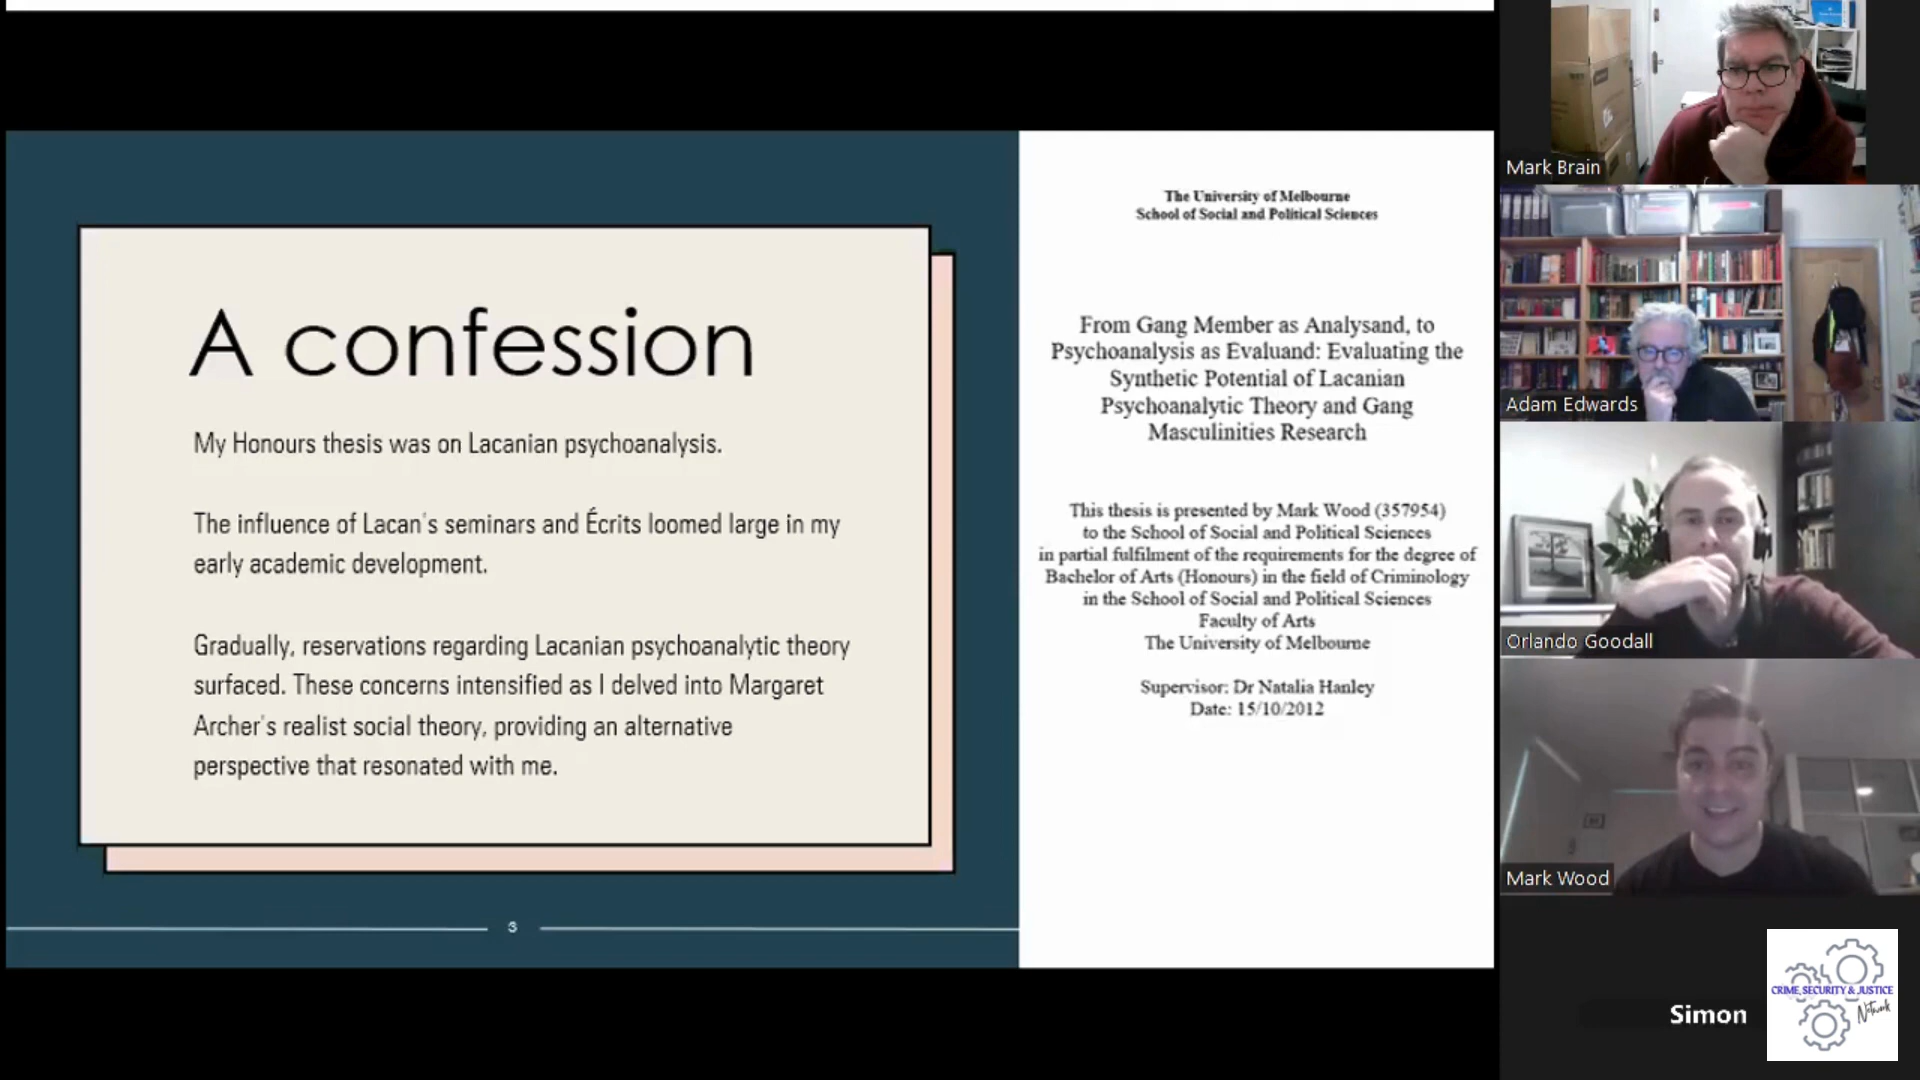 A confession
My Honours thesis was on Lacanian psychoanalysis.
The influence of Lacan's seminars and Écrits loomed large in my
early academic development.
Gradually, reservations regarding Lacanian psychoanalytic theory
surfaced. These concerns intensified as I delved into Margaret
Archer's realist social theory, providing an alternative
perspective that resonated with me.
3
The University of Melbourne
School of Social and Political Sciences
From Gang Member as Analysand, to
Psychoanalysis as Evaluand: Evaluating the
Synthetic Potential of Lacanian
Psychoanalytic Theory and Gang
Masculinities Research
This thesis is presented by Mark Wood (357954)
to the School of Social and Political Sciences
in partial fulfilment of the requirements for the degree of
Bachelor of Arts (Honours) in the field of Criminology
in the School of Social and Political Sciences
Faculty of Arts
The University of Melbourne
Supervisor: Dr Natalia Hanley
Date: 15/10/2012
Mark Brain
Adam Edwards
Orlando Goodall
Mark Wood
Simon
CRIME, SECURITY & JUSTICE
Network